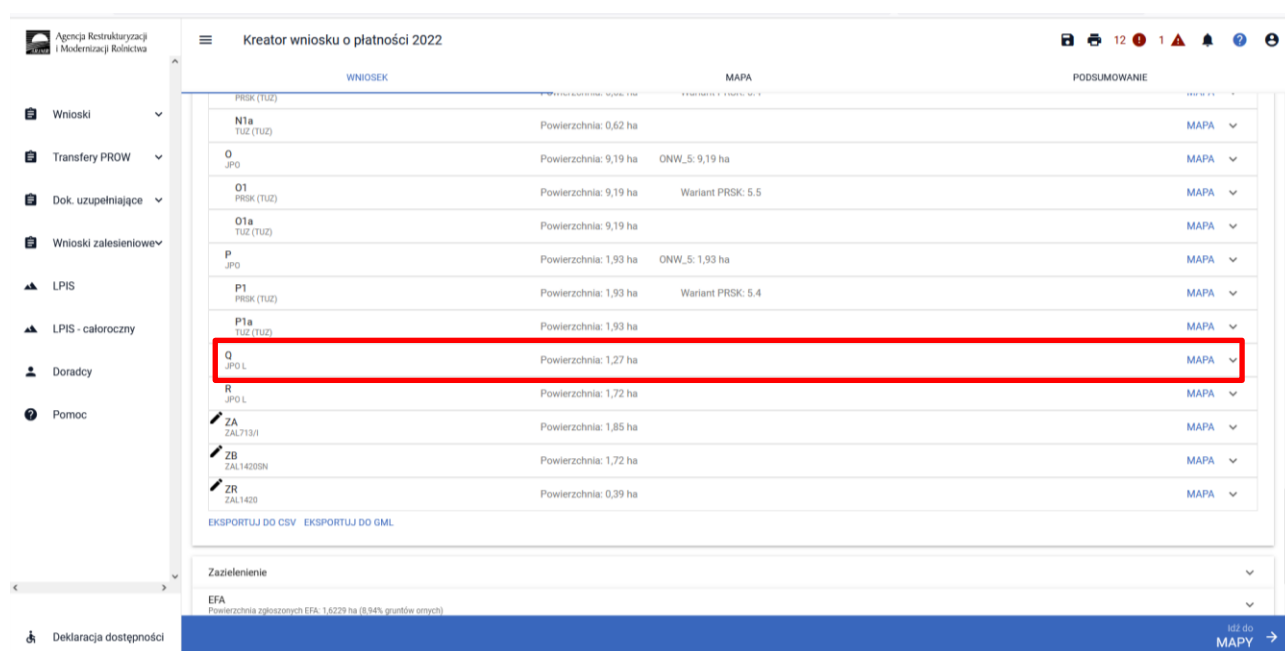 Agencja Restrukturyzacji
i Modernizacji Rolnictwa
Kreator wniosku o płatności 2022
12 1
WNIOSEK MAPA PODSUMOWANIE
Wnioski
Transfery PROW
Dok. uzupełniające
Wnioski zalesieniowe
LPIS
LPIS - całoroczny
Doradcy
Pomoc
Deklaracja dostępności
PRSK (TUZ)
N1a
TUZ (TUZ)
Powierzchnia: 0,62 ha MAPA
O
JPO
Powierzchnia: 9,19 ha ONW_5: 9,19 ha MAPA
O1
PRSK (TUZ)
Powierzchnia: 9,19 ha Wariant PRSK: 5.5 MAPA
O1a
TUZ (TUZ)
Powierzchnia: 9,19 ha MAPA
P
JPO
Powierzchnia: 1,93 ha ONW_5: 1,93 ha MAPA
P1
PRSK (TUZ)
Powierzchnia: 1,93 ha Wariant PRSK: 5.4 MAPA
P1a
TUZ (TUZ)
Powierzchnia: 1,93 ha MAPA
Q
JPO L
Powierzchnia: 1,27 ha MAPA
R
JPO L
Powierzchnia: 1,72 ha MAPA
ZA
ZAL713/I
Powierzchnia: 1,85 ha MAPA
ZB
ZAL1420SN
Powierzchnia: 1,72 ha MAPA
ZR
ZAL1420
Powierzchnia: 0,39 ha MAPA
EKSPORTUJ DO CSV EKSPORTUJ DO GML
Zazielenienie
EFA
Powierzchnia zgłoszonych EFA: 1,6229 ha (8,94% gruntów ornych)
Idź do
MAPY